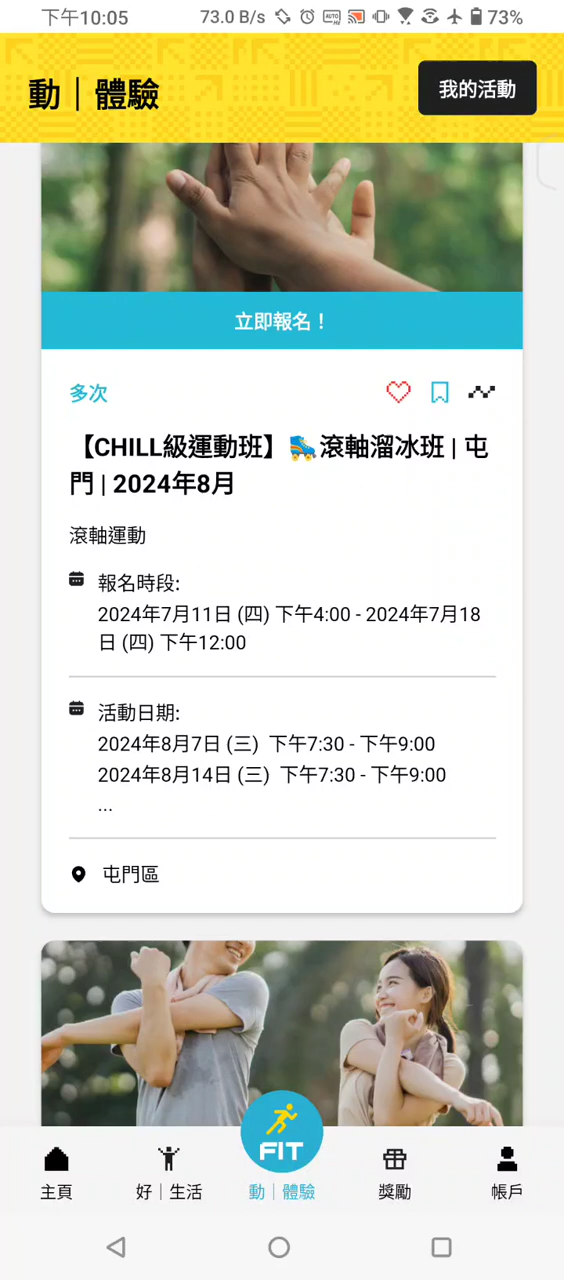 下午10:05 73.0 B/s 73%
動｜體驗
我的活動
立即報名！
多次
【CHILL級運動班】🛼滾軸溜冰班 | 屯
門 | 2024年8月
滾軸運動
報名時段:
2024年7月11日 (四) 下午4:00 - 2024年7月18
日 (四) 下午12:00
活動日期:
2024年8月7日 (三) 下午7:30 - 下午9:00
2024年8月14日 (三) 下午7:30 - 下午9:00
...
屯門區
FIT
主頁 好｜生活 動｜體驗 獎勵 帳戶